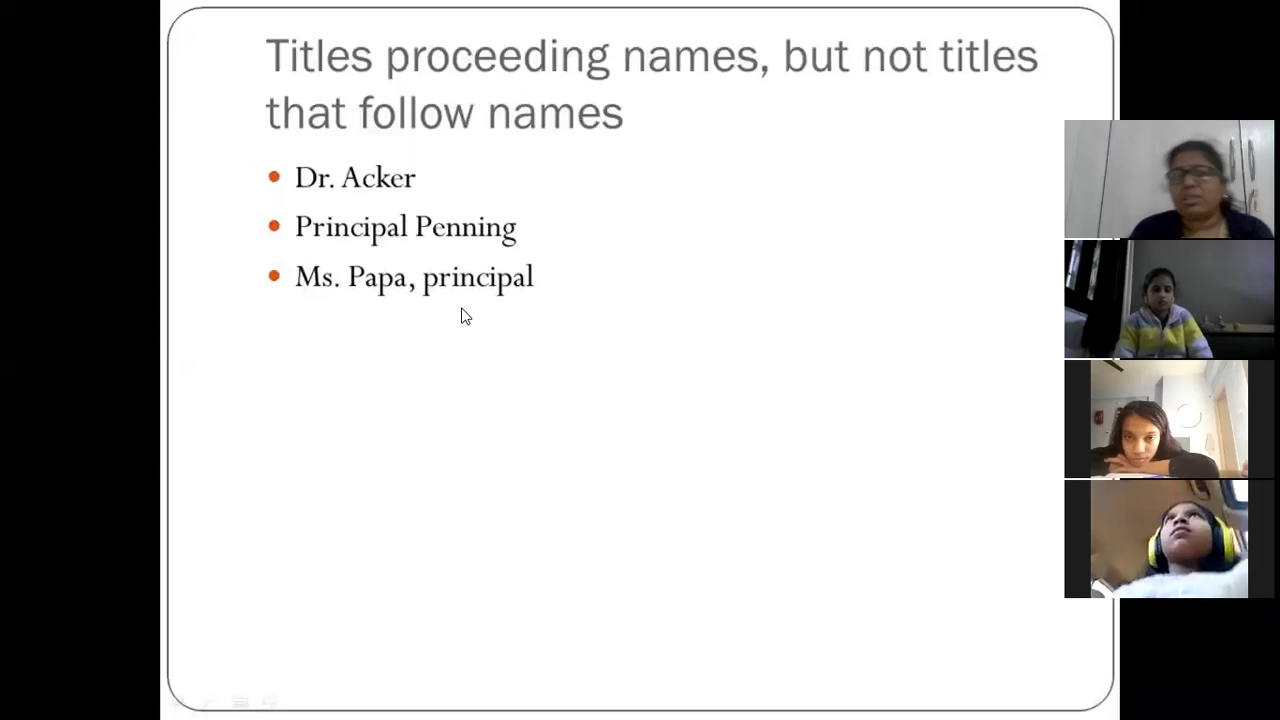 Titles proceeding names, but not titles
that follow names
Dr. Acker
Principal Penning
Ms. Papa, principal